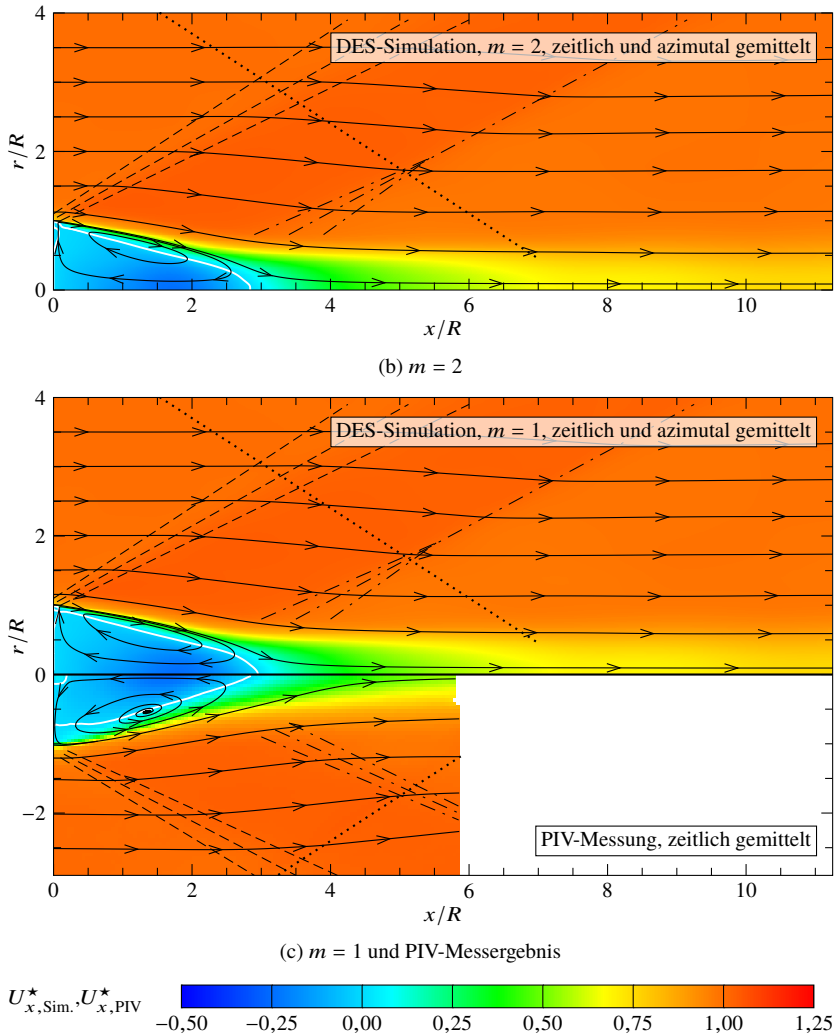 4
2
0
r/R
DES-Simulation, m = 2, zeitlich und azimutal gemittelt
0 2 4 6 8 10
x/R
(b) m = 2
4
2
0
−2
r/R
DES-Simulation, m = 1, zeitlich und azimutal gemittelt
PIV-Messung, zeitlich gemittelt
0 2 4 6 8 10
x/R
(c) m = 1 und PIV-Messergebnis
U★x,Sim., U★x,PIV
−0,50 −0,25 0,00 0,25 0,50 0,75 1,00 1,25